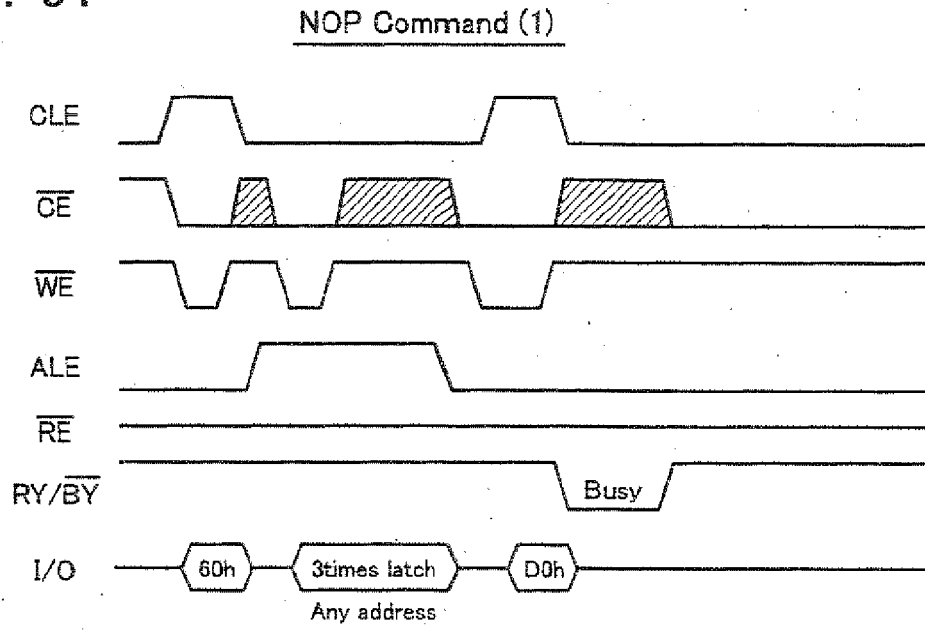 NOP Command (1)
CLE
CE
WE
ALE
RE
RY/BY
Busy
I/O
60h
3times latch
D0h
Any address